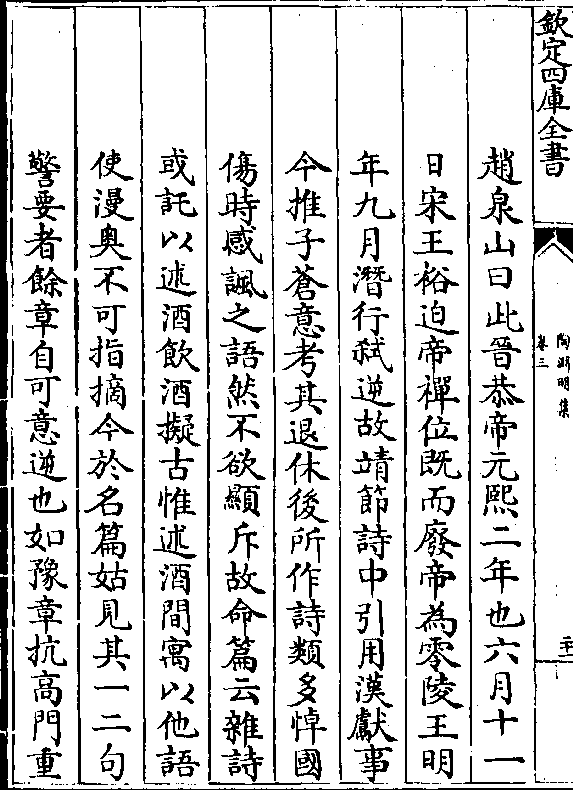 欽定四庫全書
陶淵明集
卷三
二十
趙泉山曰此晉恭帝元熙二年也六月十一
日宋王裕迫帝禪位既而廢帝為零陵王明
年九月潛行弑逆故靖節詩中引用漢獻事
今推子蒼意考其退休後所作詩類多悼國
傷時感諷之語然不欲顯斥故命篇云雜詩
或託以述酒飲酒擬古惟述酒間寓以他語
使漫奧不可指摘今於名篇姑見其一二句
警要者餘章自可意逆也如豫章抗高門重